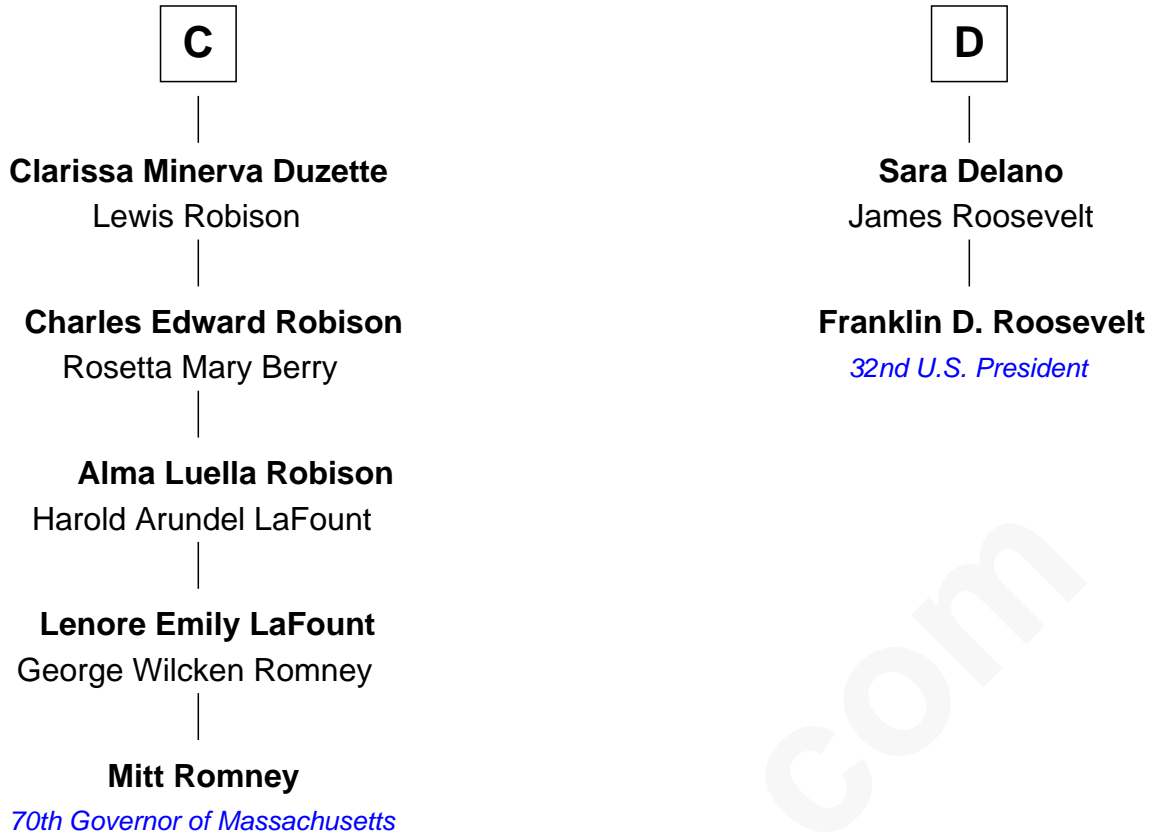 C
Clarissa Minerva Duzette
Lewis Robison
Charles Edward Robison
Rosetta Mary Berry
Alma Luella Robison
Harold Arundel LaFount
Lenore Emily LaFount
George Wilcken Romney
Mitt Romney
70th Governor of Massachusetts
D
Sara Delano
James Roosevelt
Franklin D. Roosevelt
32nd U.S. President
com